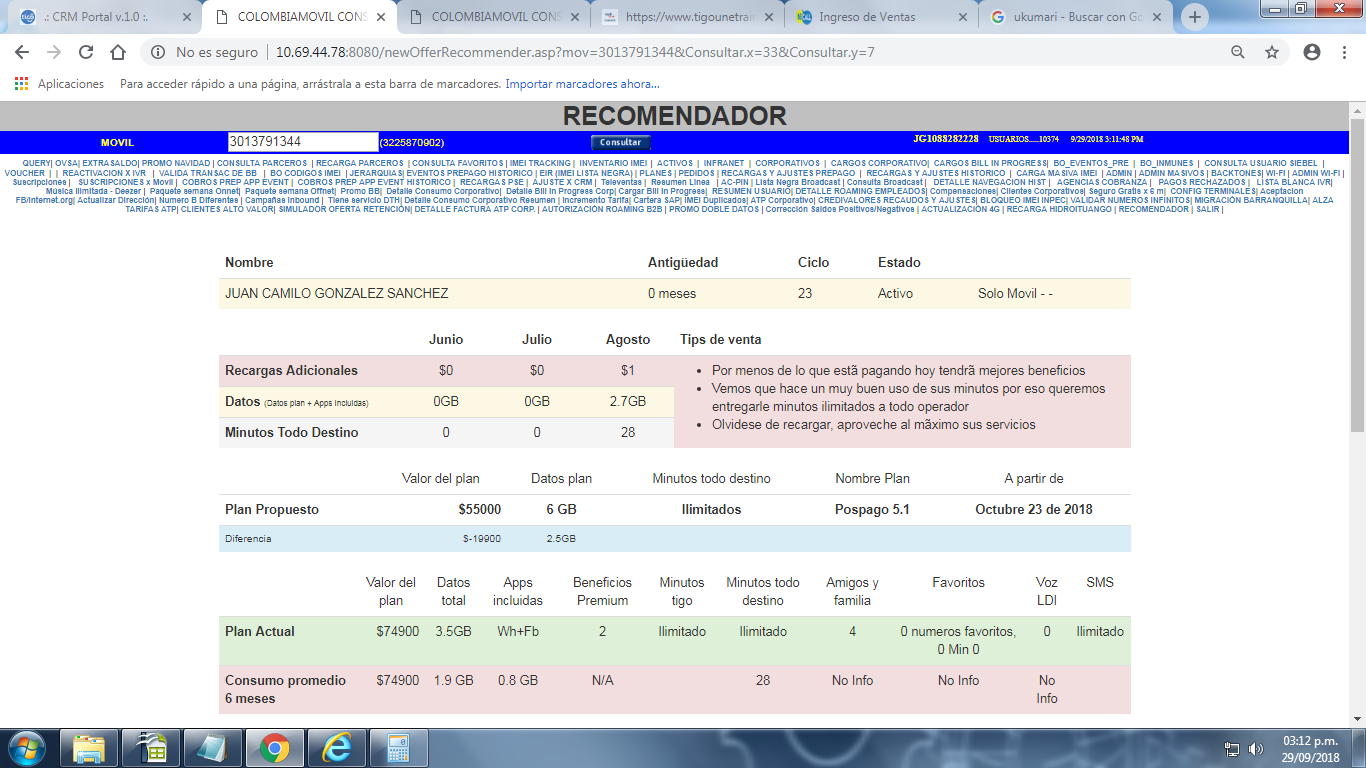 .: CRM Portal v.1.0 :.
COLOMBIAMOVIL CONS
COLOMBIAMOVIL CONS
https://www.tigounetrain
Ingreso de Ventas
ukumari - Buscar con Go
No es seguro | 10.69.44.78:8080/newOfferRecommender.asp?mov=3013791344&Consultar.x=33&Consultar.y=7
Aplicaciones Para acceder rápido a una página, arrástrala a esta barra de marcadores. Importar marcadores ahora...
RECOMENDADOR
MOVIL 3013791344 (3225870902) Consultar JG1088282228 USUARIOS.....10374 9/29/2018 3:11:48 PM
QUERY| OVSA| EXTRASALDO| PROMO NAVIDAD | CONSULTA PARCEROS | RECARGA PARCEROS | CONSULTA FAVORITOS | IMEI TRACKING | INVENTARIO IMEI | ACTIVOS | INFRANET | CORPORATIVOS | CARGOS CORPORATIVO| CARGOS BILL IN PROGRESS| BO_EVENTOS_PRE | BO_INMUNES | CONSULTA USUARIO SIEBEL |
VOUCHER | | REACTIVACION X IVR | VALIDA TRANSAC DE BB | BO CODIGOS IMEI | JERARQUIAS| EVENTOS PREPAGO HISTORICO | EIR (IMEI LISTA NEGRA) | PLANES | PEDIDOS | RECARGAS Y AJUSTES PREPAGO | RECARGAS Y AJUSTES HISTORICO | CARGA MASIVA IMEI | ADMIN | ADMIN MASIVOS | BACKTONES| WI-FI | ADMIN WI-FI |
Suscripciones | SUSCRIPCIONES x Movil | COBROS PREP APP EVENT | COBROS PREP APP EVENT HISTORICO | RECARGAS PSE | AJUSTE X CRM | Televentas | Resumen Linea | AC-PIN | Lista Negra Broadcast | Consulta Broadcast | DETALLE NAVEGACION HIST | AGENCIAS COBRANZA | PAGOS RECHAZADOS | LISTA BLANCA IVR|
Musica Ilimitada - Deezer | Paquete semana Onnet| Paquete semana Offnet| Promo BB| Detalle Consumo Corporativo| Detalle Bill In Progress Corp| Cargar Bill In Progress Corp| RESUMEN USUARIO| DETALLE ROAMING EMPLEADOS| Compensaciones| Clientes Corporativos| Seguro Gratis x 6 m| CONFIG TERMINALES| Aceptacion
FB/Internet.org| Actualizar Dirección| Numero B Diferentes | Campañas Inbound | Tiene servicio DTH| Detalle Consumo Corporativo Resumen | Incremento Tarifa| Cartera SAP| IMEI Duplicados| ATP Corporativo| CREDIVALORES RECAUDOS Y AJUSTES| BLOQUEO IMEI INPEC| VALIDAR NUMEROS INFINITOS| MIGRACIÓN BARRANQUILLA| ALZA
TARIFAS ATP| CLIENTES ALTO VALOR| SIMULADOR OFERTA RETENCIÓN| DETALLE FACTURA ATP CORP. | AUTORIZACIÓN ROAMING B2B | PROMO DOBLE DATOS | Corrección Saldos Positivos/Negativos | ACTUALIZACIÓN 4G | RECARGA HIDROITUANGO | RECOMENDADOR | SALIR |
Nombre Antigüedad Ciclo Estado
JUAN CAMILO GONZALEZ SANCHEZ 0 meses 23 Activo Solo Movil - -
Junio Julio Agosto Tips de venta
Recargas Adicionales $0 $0 $1
Datos (Datos plan + Apps Incluidas) 0GB 0GB 2.7GB
Minutos Todo Destino 0 0 28
• Por menos de lo que estã pagando hoy tendrã mejores beneficios
• Vemos que hace un muy buen uso de sus minutos por eso queremos
entregarle minutos ilimitados a todo operador
• Olvidese de recargar, aproveche al mãximo sus servicios
Valor del plan Datos plan Minutos todo destino Nombre Plan A partir de
Plan Propuesto $55000 6 GB Ilimitados Pospago 5.1 Octubre 23 de 2018
Diferencia $-19900 2.5GB
Valor del plan Datos total Apps incluidas Beneficios Premium Minutos tigo Minutos todo destino Amigos y familia Favoritos Voz LDI SMS
Plan Actual $74900 3.5GB Wh+Fb 2 Ilimitado Ilimitado 4 0 numeros favoritos, 0 Min 0 0 Ilimitado
Consumo promedio 6 meses $74900 1.9 GB 0.8 GB N/A 28 No Info No Info No Info
03:12 p.m.
29/09/2018